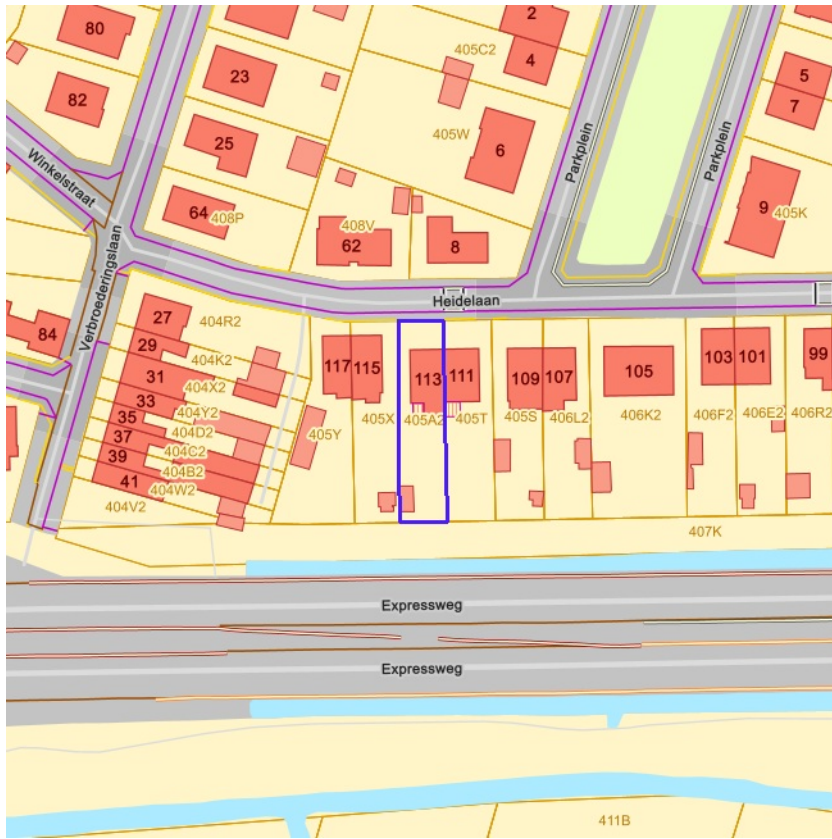 80
2
405C2
4
23
5
82
7
25
405W
6
Winkelstraat
Parkplein
Parkplein
64
408P
408V
62
8
9
405K
Verbroederingslaan
Heidelaan
27
404R2
84
29
404K2
31
404X2
33
404Y2
35
404D2
37
404C2
39
404B2
41
404W2
404V2
117
115
113
111
109
107
105
103
101
99
405Y
405X
405A2
405T
405S
406L2
406K2
406F2
406E2
406R2
407K
Expressweg
Expressweg
411B